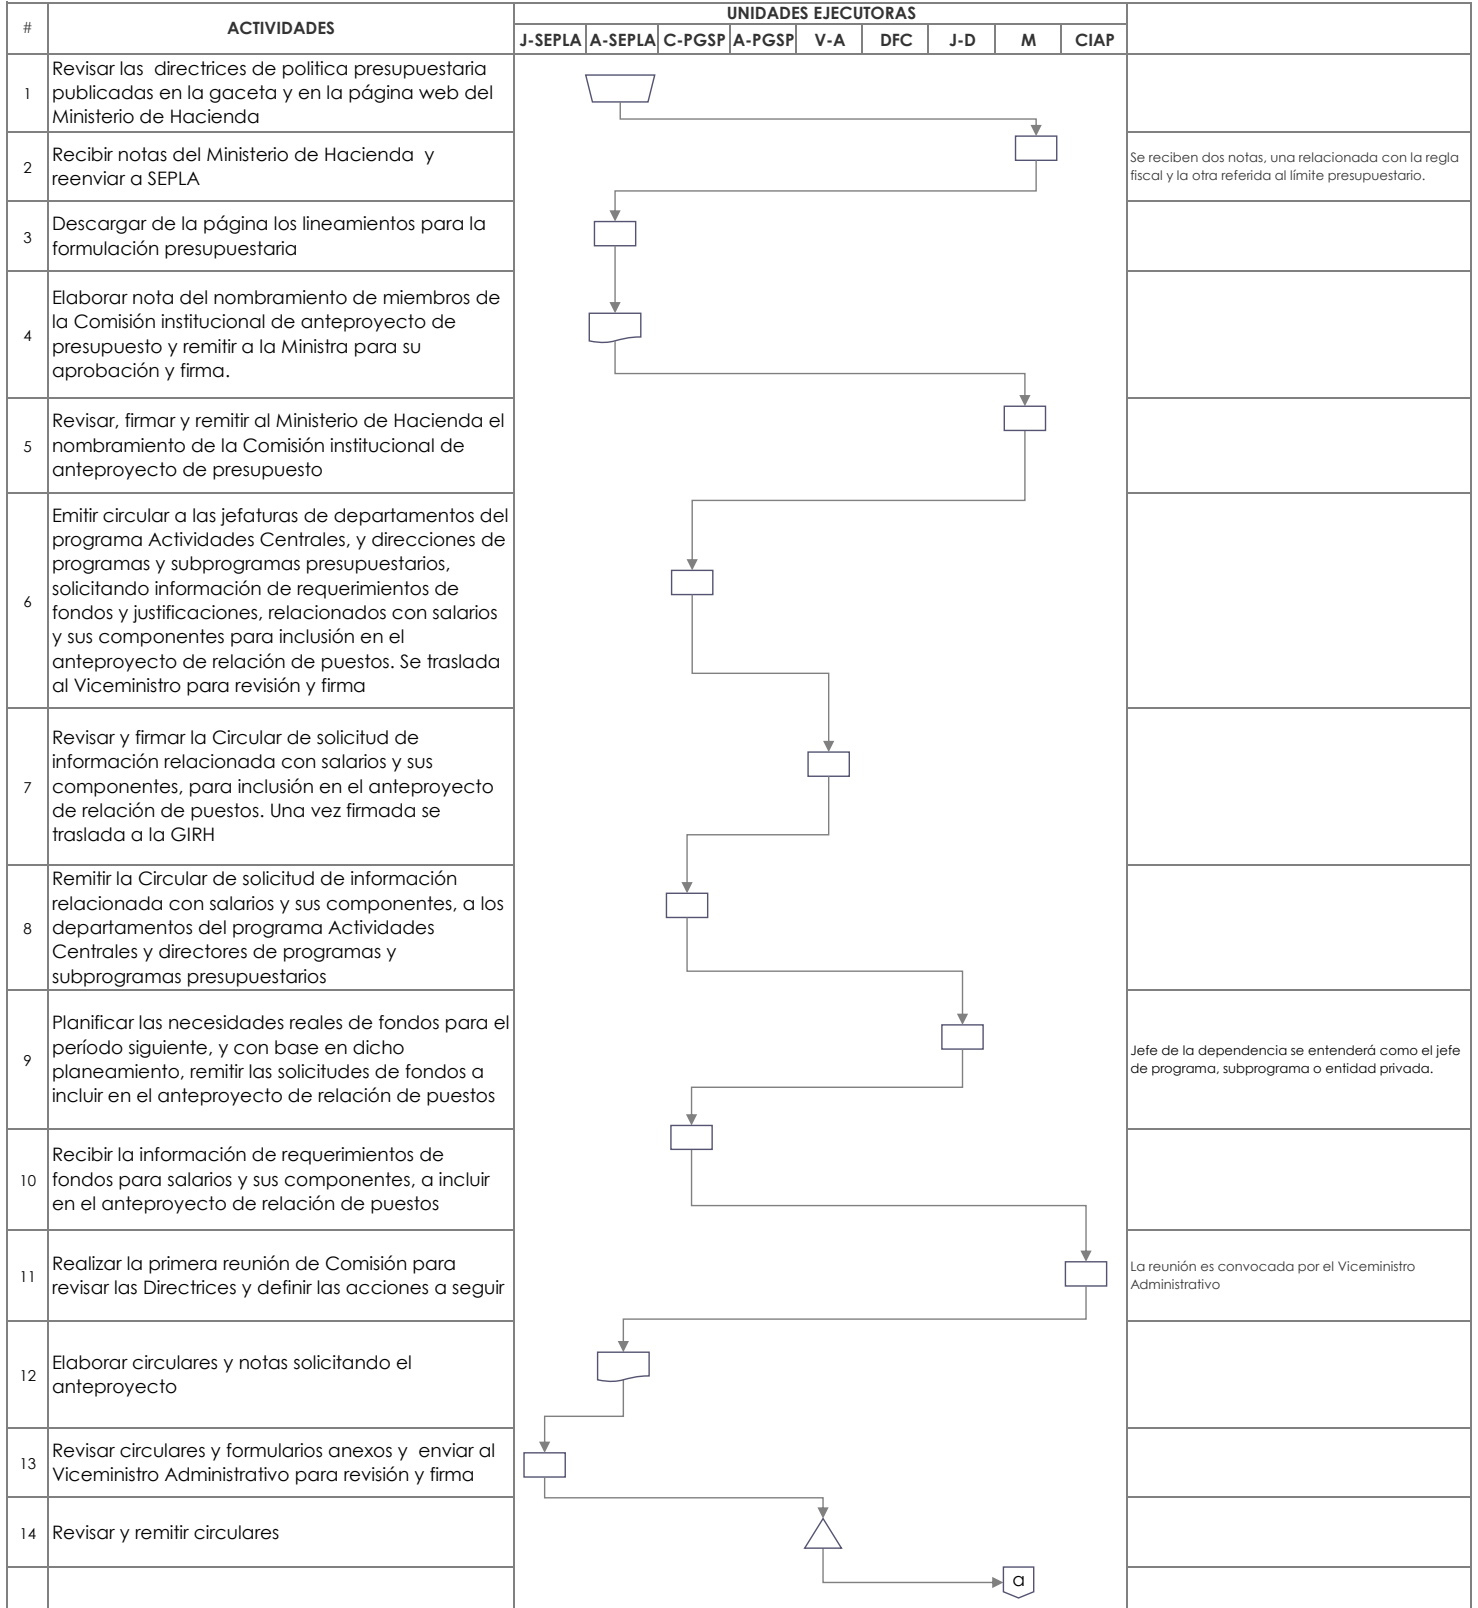 # ACTIVIDADES UNIDADES EJECUTORAS
J-SEPLA A-SEPLA C-PGSP A-PGSP V-A DFC J-D M CIAP
1
Revisar las  directrices de politica presupuestaria
publicadas en la gaceta y en la página web del
Ministerio de Hacienda
2
Recibir notas del Ministerio de Hacienda  y
reenviar a SEPLA
Se reciben dos notas, una relacionada con la regla
fiscal y la otra referida al límite presupuestario.
3
Descargar de la página los lineamientos para la
formulación presupuestaria
4
Elaborar nota del nombramiento de miembros de
la Comisión institucional de anteproyecto de
presupuesto y remitir a la Ministra para su
aprobación y firma.
5
Revisar, firmar y remitir al Ministerio de Hacienda el
nombramiento de la Comisión institucional de
anteproyecto de presupuesto
6
Emitir circular a las jefaturas de departamentos del
programa Actividades Centrales, y direcciones de
programas y subprogramas presupuestarios,
solicitando información de requerimientos de
fondos y justificaciones, relacionados con salarios
y sus componentes para inclusión en el
anteproyecto de relación de puestos. Se traslada
al Viceministro para revisión y firma
7
Revisar y firmar la Circular de solicitud de
información relacionada con salarios y sus
componentes, para inclusión en el anteproyecto
de relación de puestos. Una vez firmada se
traslada a la GIRH
8
Remitir la Circular de solicitud de información
relacionada con salarios y sus componentes, a los
departamentos del programa Actividades
Centrales y directores de programas y
subprogramas presupuestarios
9
Planificar las necesidades reales de fondos para el
período siguiente, y con base en dicho
planeamiento, remitir las solicitudes de fondos a
incluir en el anteproyecto de relación de puestos
Jefe de la dependencia se entenderá como el jefe
de programa, subprograma o entidad privada.
10
Recibir la información de requerimientos de
fondos para salarios y sus componentes, a incluir
en el anteproyecto de relación de puestos
11
Realizar la primera reunión de Comisión para
revisar las Directrices y definir las acciones a seguir
La reunión es convocada por el Viceministro
Administrativo
12
Elaborar circulares y notas solicitando el
anteproyecto
13
Revisar circulares y formularios anexos y  enviar al
Viceministro Administrativo para revisión y firma
14
Revisar y remitir circulares
a